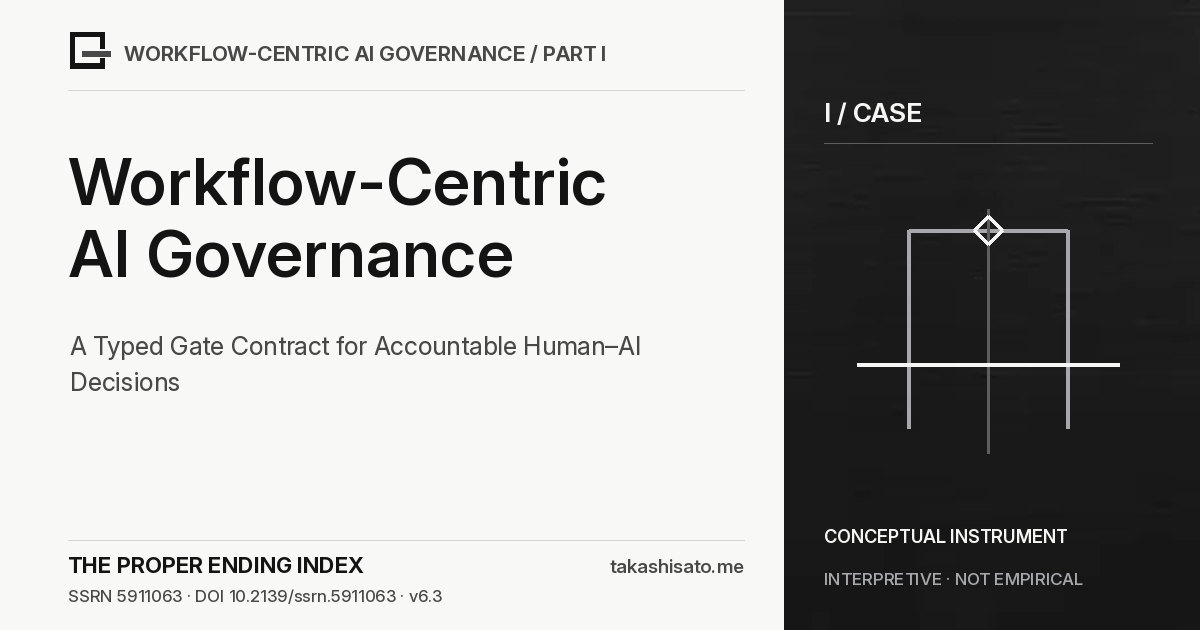 WORKFLOW-CENTRIC AI GOVERNANCE / PART I
Workflow-Centric
AI Governance
A Typed Gate Contract for Accountable Human–AI
Decisions
THE PROPER ENDING INDEX
takashisato.me
SSRN 5911063 · DOI 10.2139/ssrn.5911063 · v6.3
I / CASE
CONCEPTUAL INSTRUMENT
INTERPRETIVE · NOT EMPIRICAL